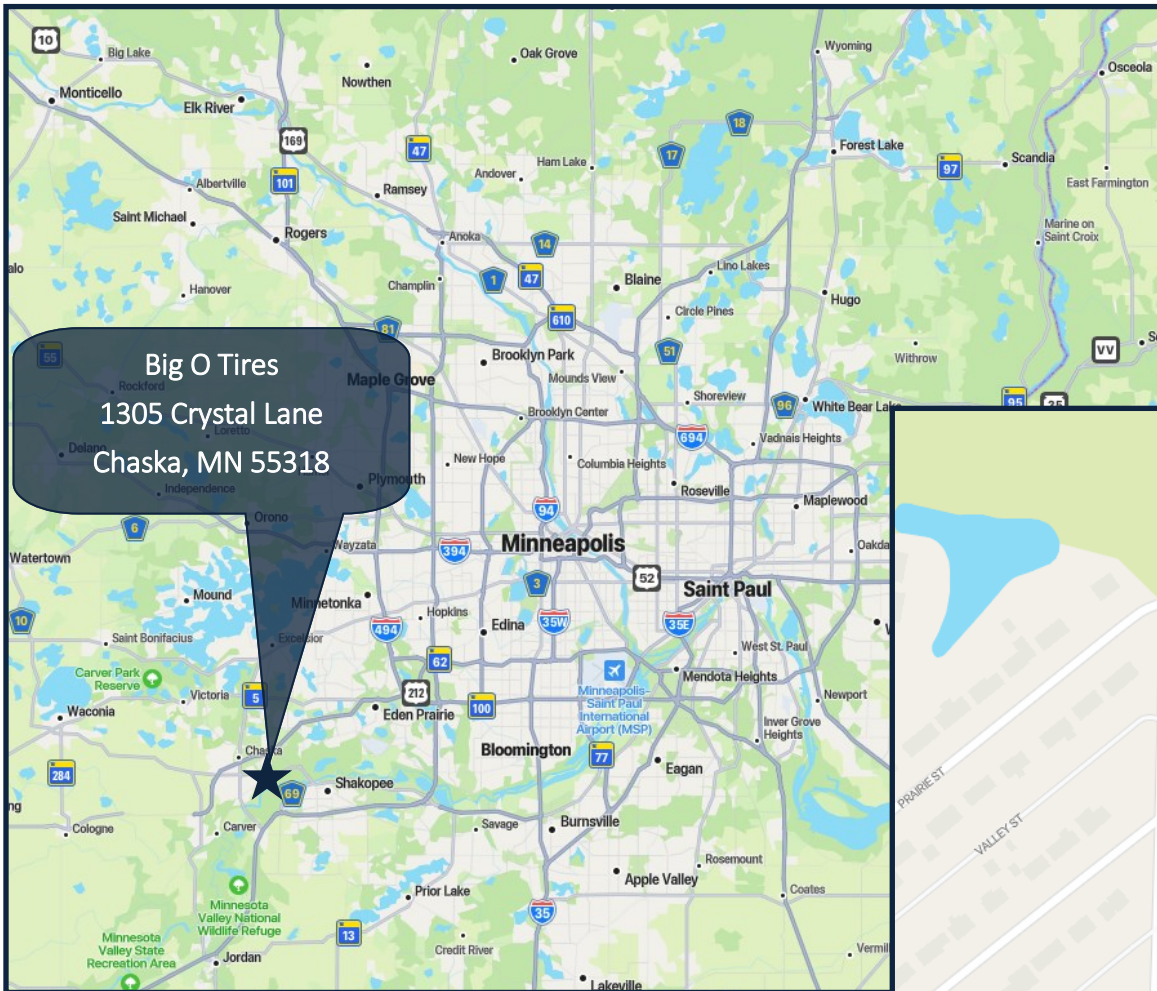 10
Big Lake
Oak Grove
Wyoming
Osceola
Nowthen
Monticello
Elk River
18
169
47
17
Forest Lake
Ham Lake
97
Scandia
Andover
101
Albertville
Ramsey
East Farmington
Saint Michael
Marine on
Saint Croix
Rogers
Anoka
14
alo
1
47
Blaine
Lino Lakes
Hanover
Champlin
Hugo
Circle Pines
610
81
51
VV
55
Brooklyn Park
Withrow
Big O Tires
Mounds View
Rockford
Maple Grove
Shoreview
95
35
1305 Crystal Lane
96
White Bear Lake
Brooklyn Center
694
Loretto
Vadnais Heights
Delano
Chaska, MN 55318
New Hope
Columbia Heights
Plymouth
Independence
Roseville
Maplewood
94
Orono
6
Minneapolis
Wayzata
394
Oakda
Watertown
52
3
Saint Paul
Mound
Minnetonka
Hopkins
10
494
Edina
35W
35E
Saint Bonifacius
Excelsior
West St. Paul
62
Carver Park
Reserve
Mendota Heights
Victoria
5
212
Minneapolis-
Saint Paul
International
Airport (MSP)
Newport
100
Waconia
Eden Prairie
Inver Grove
Heights
Bloomington
Chaska
77
Eagan
284
Shakopee
69
PRAIRIE ST
ng
Cologne
Carver
Savage
Burnsville
VALLEY ST
Rosemount
Apple Valley
Prior Lake
Coates
Minnesota
Valley National
Wildlife Refuge
35
13
Minnesota
Valley State
Recreation Area
Credit River
Jordan
Vermil
Lakeville